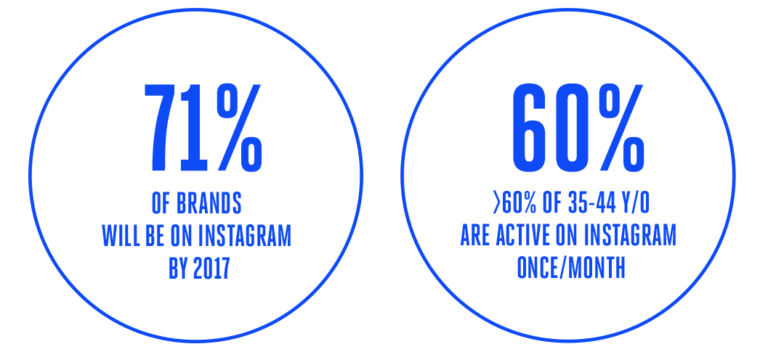 71%
OF BRANDS
WILL BE ON INSTAGRAM
BY 2017
60%
>60% OF 35-44 Y/O
ARE ACTIVE ON INSTAGRAM
ONCE/MONTH